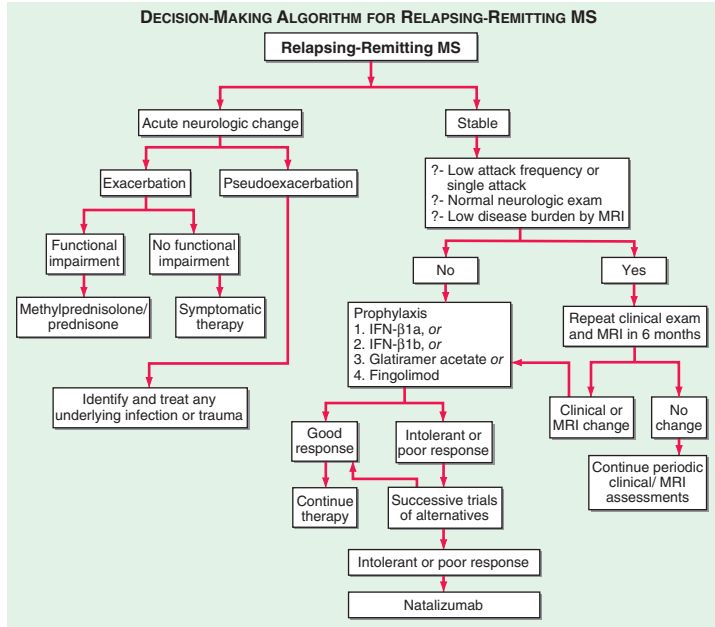 DECISION-MAKING ALGORITHM FOR RELAPSING-REMITTING MS
Relapsing-Remitting MS
Acute neurologic change
Stable
?- Low attack frequency or
single attack
?- Normal neurologic exam
?- Low disease burden by MRI
Exacerbation
Pseudoexacerbation
Functional
impairment
No functional
impairment
No
Yes
Methylprednisolone/
prednisone
Symptomatic
therapy
Prophylaxis
1. IFN-β1a, or
2. IFN-β1b, or
3. Glatiramer acetate or
4. Fingolimod
Repeat clinical exam
and MRI in 6 months
Identify and treat any
underlying infection or trauma
Clinical or
MRI change
No
change
Good
response
Intolerant or
poor response
Continue periodic
clinical/ MRI
assessments
Continue
therapy
Successive trials
of alternatives
Intolerant or poor response
Natalizumab